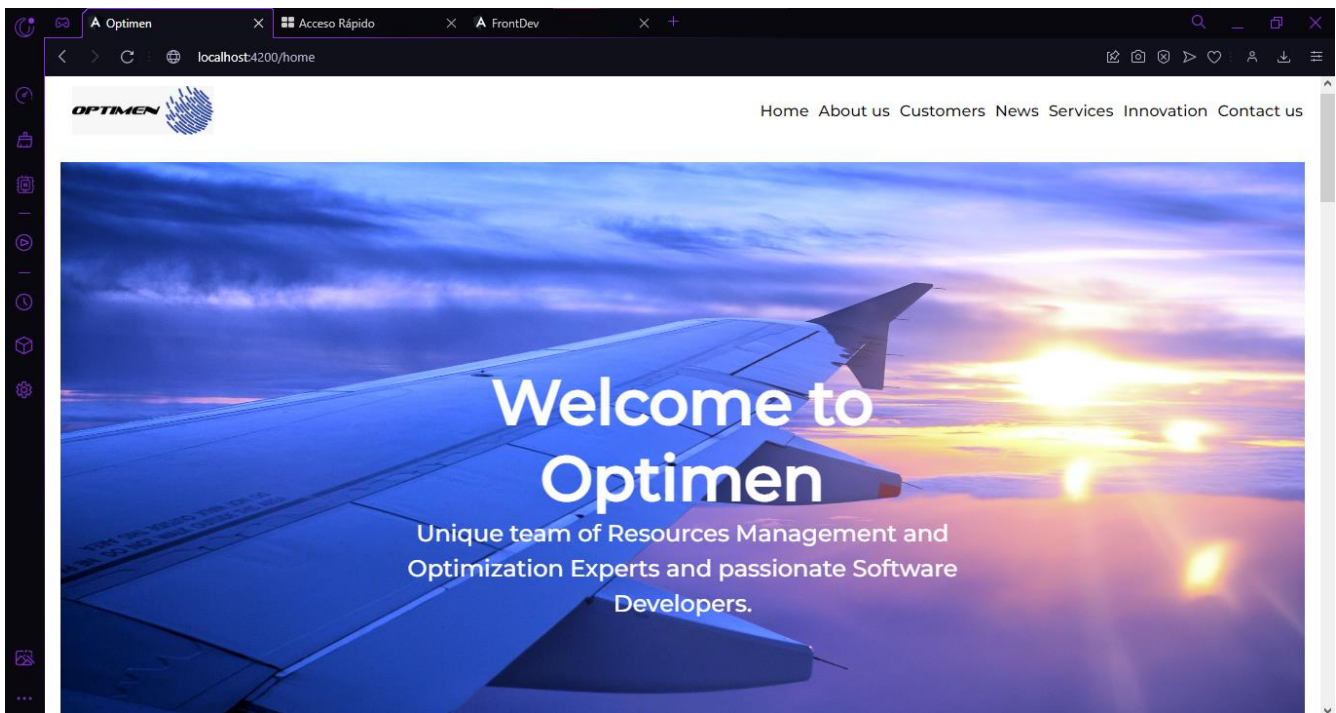 Optimen
Acceso Rápido
FrontDev
localhost:4200/home
OPTIMEN
Home About us Customers News Services Innovation Contact us
Welcome to
Optimen
Unique team of Resources Management and
Optimization Experts and passionate Software
Developers.